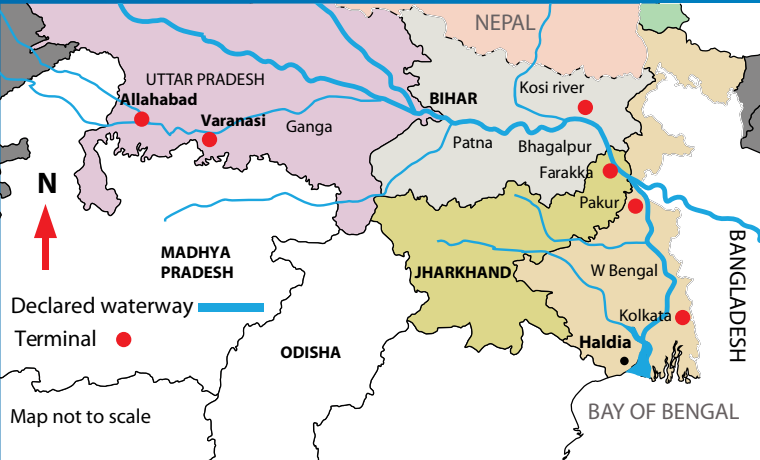 NEPAL
UTTAR PRADESH
Allahabad
BIHAR
Kosi river
Varanasi
Ganga
Patna
Bhagalpur
Farakka
N
Pakur
MADHYA
PRADESH
JHARKHAND
W Bengal
BANGLADESH
Declared waterway
Kolkata
Terminal
Haldia
ODISHA
Map not to scale
BAY OF BENGAL